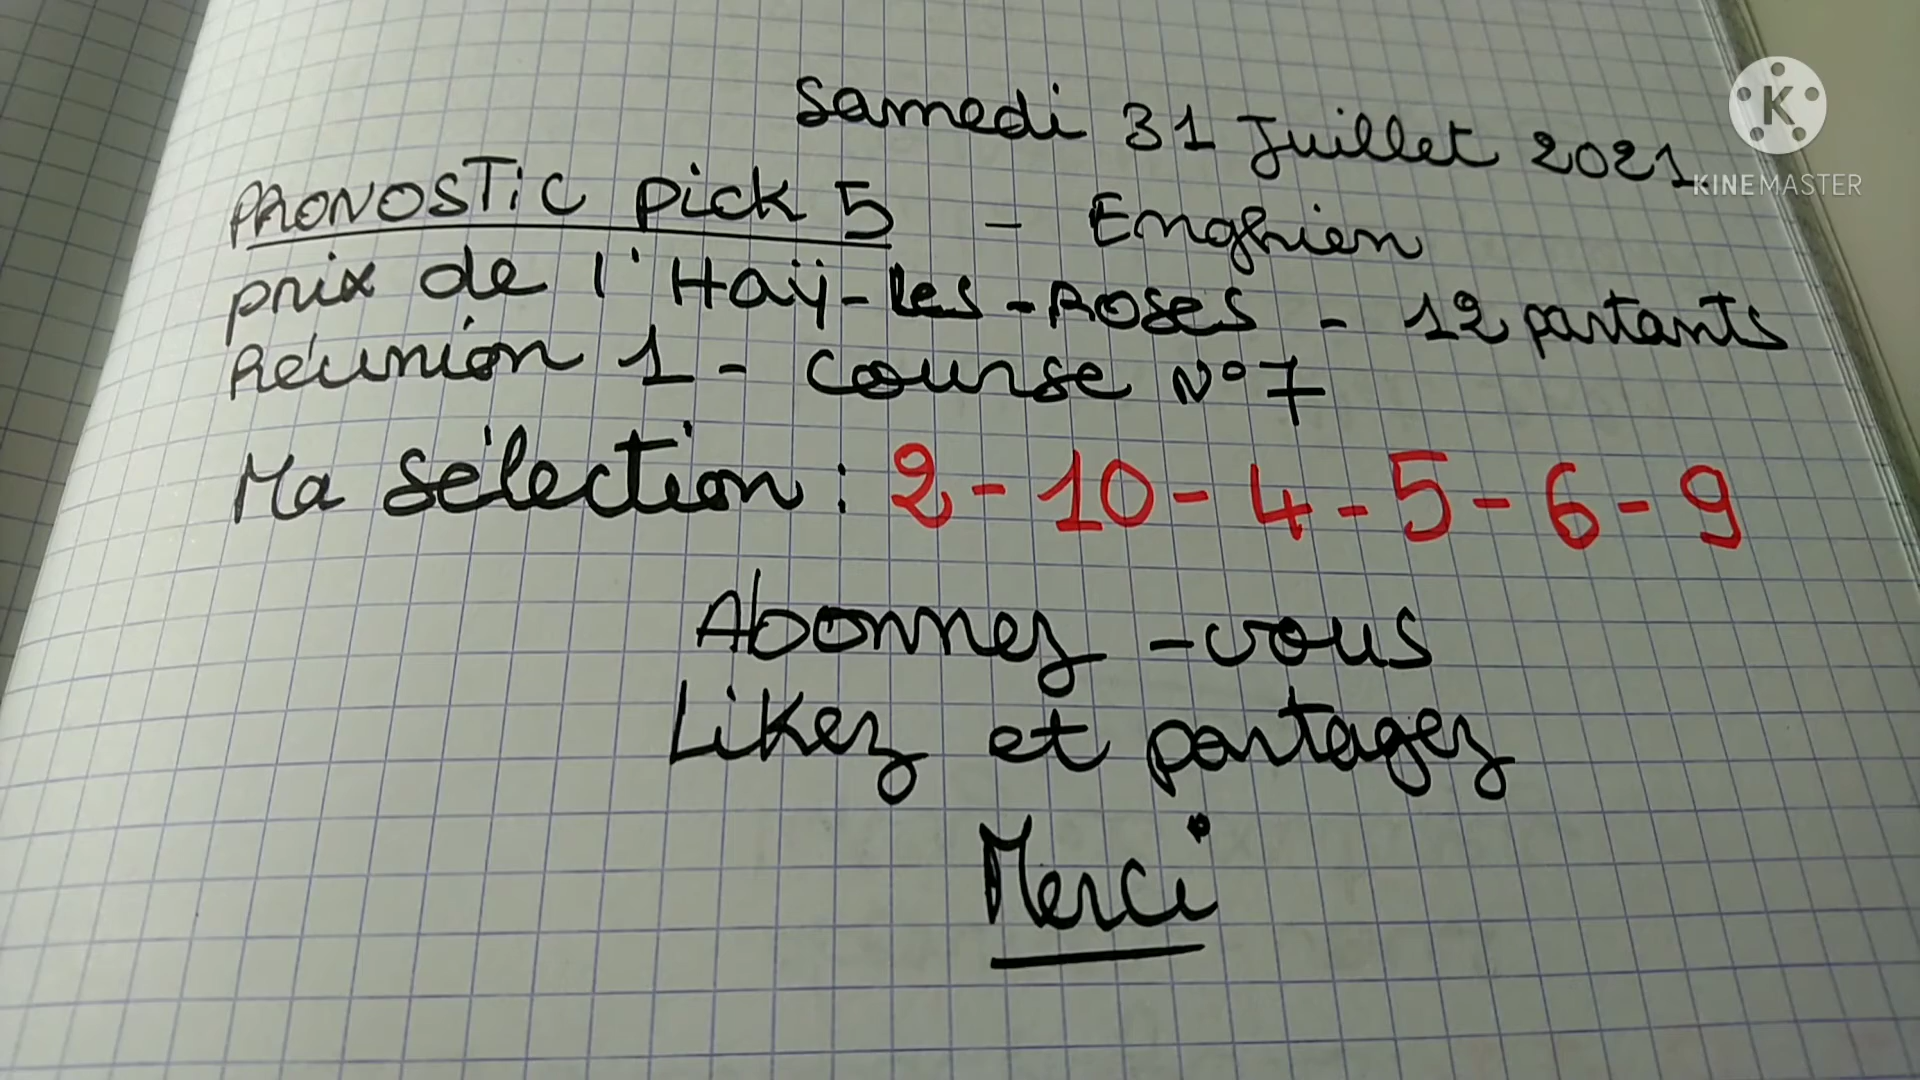 Samedi 31 Juillet 2021
K
KINEMASTER
PRONOSTiC Pick 5 - Enghien
prix de l'Haÿ-Les-Roses - 12 partants
Réunion 1 - course N°7
Ma sélection : 2 - 10 - 4 - 5 - 6 - 9
Abonnez-vous
Likez et partagez
Merci